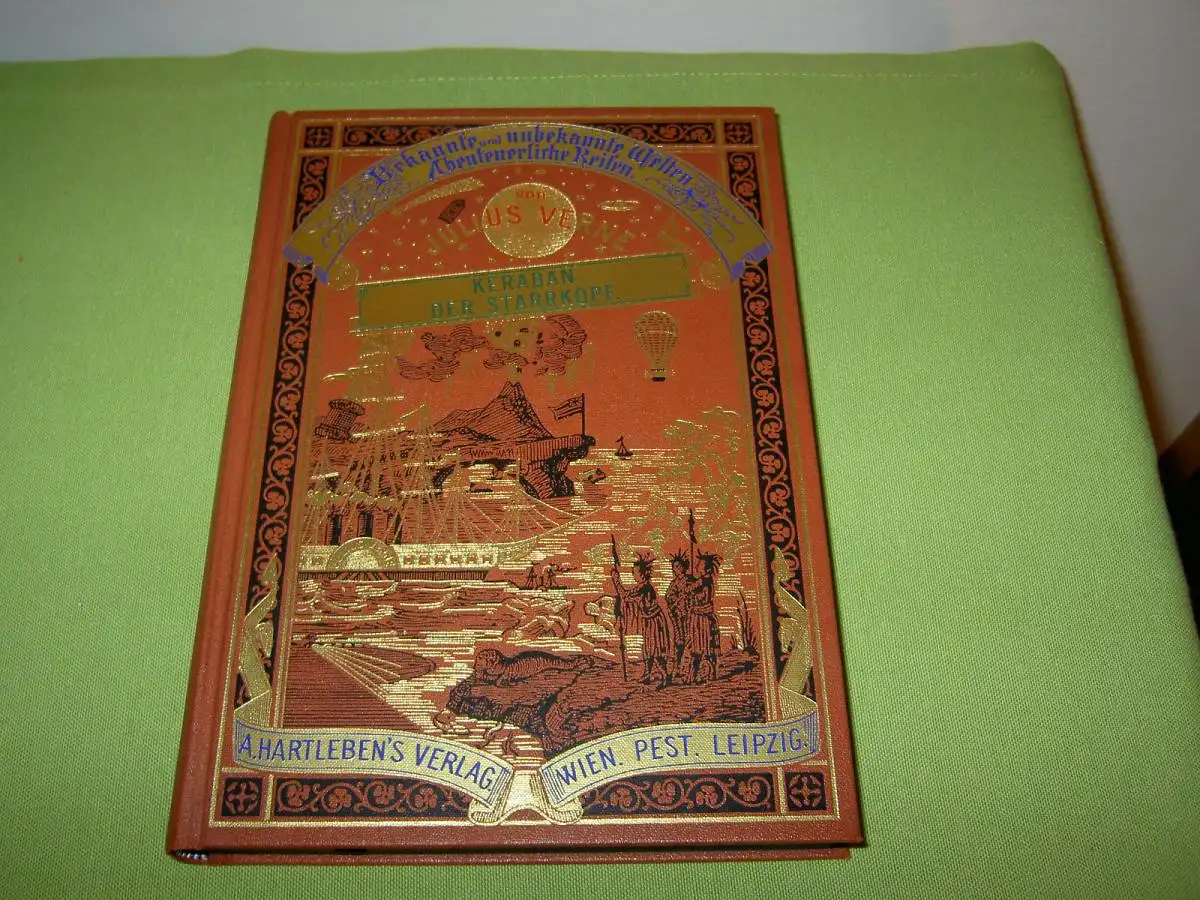 Bekannte und unbekannte Welten
Abenteuerliche Reisen
von
JULIUS VERNE
KERABAN
DER STARRKOPF.
A. HARTLEBEN'S VERLAG.
WIEN. PEST. LEIPZIG.